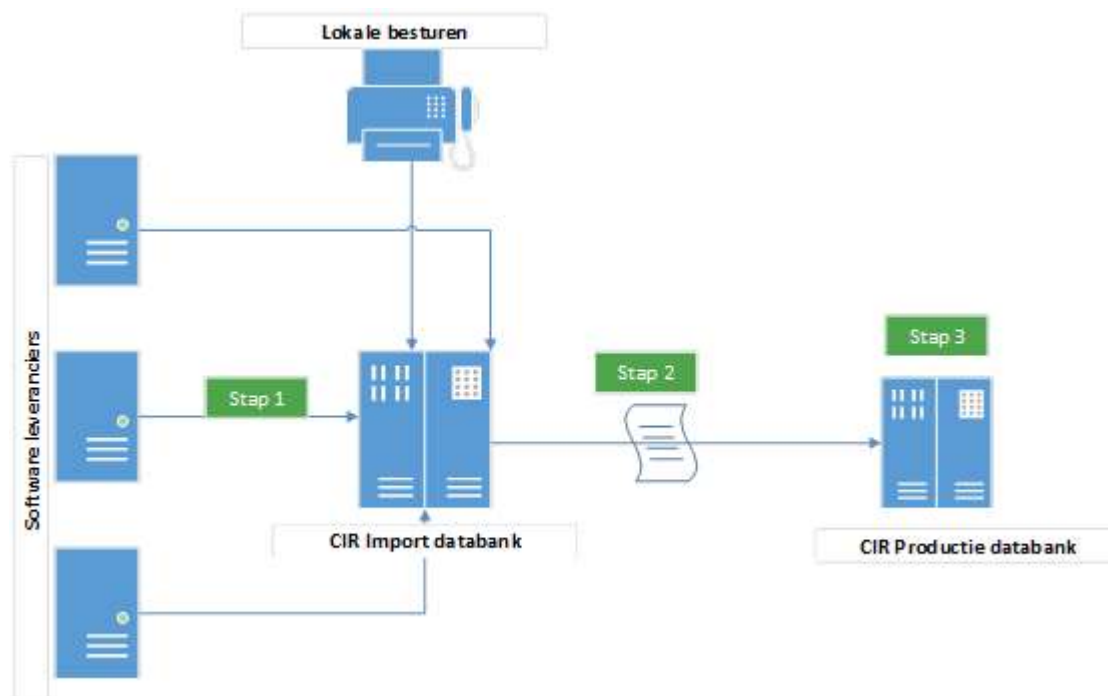 Lokale besturen
Software leveranciers
Stap 1
Stap 2
Stap 3
CIR Import databank
CIR Productie databank